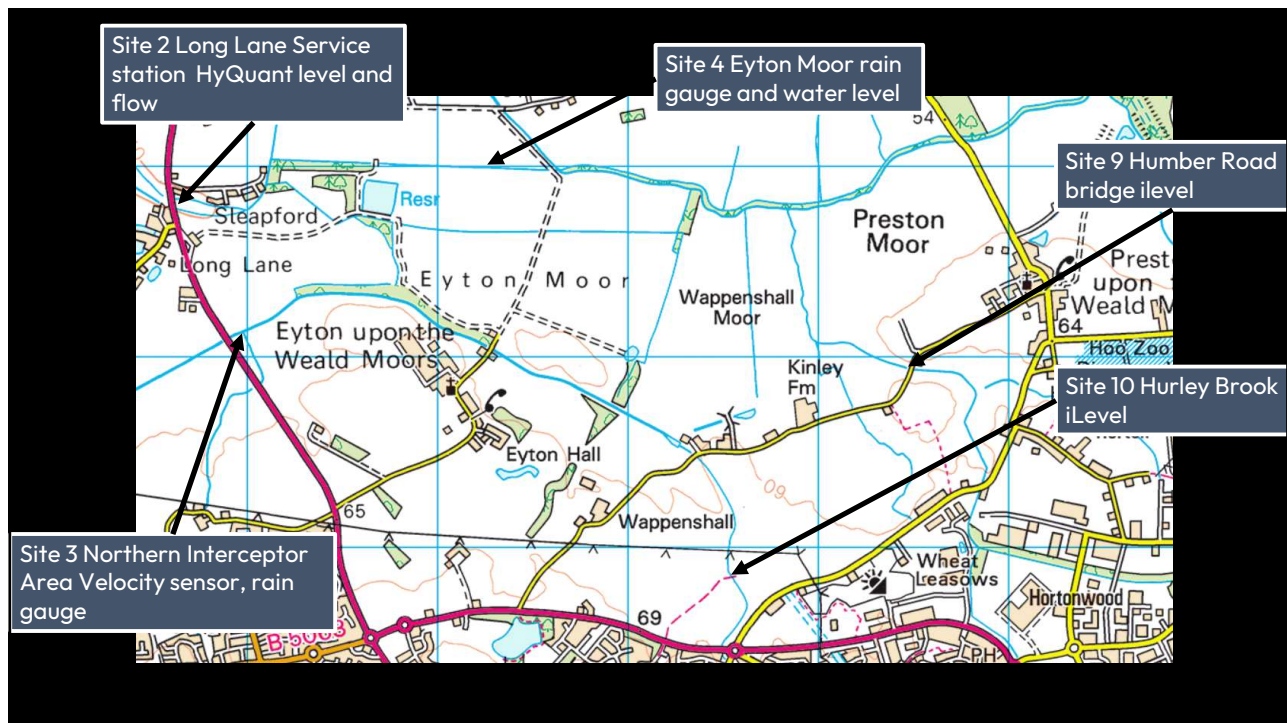 Site 2 Long Lane Service
station HyQuant level and
flow
Site 4 Eyton Moor rain
gauge and water level
54
Site 9 Humber Road
bridge ilevel
Resr
Sleapford
Preston
Moor
Long Lane
Eyton Moor
Prest
upon
Weald M
Wappenshall
Moor
64
Eyton upon the
Weald Moors
Hoo Zoo
Kinley
Fm
Site 10 Hurley Brook
iLevel
Eyton Hall
60
65
Wappenshall
Site 3 Northern Interceptor
Area Velocity sensor, rain
gauge
Wheat
Leasows
Hortonwood
69
B 5063
PH